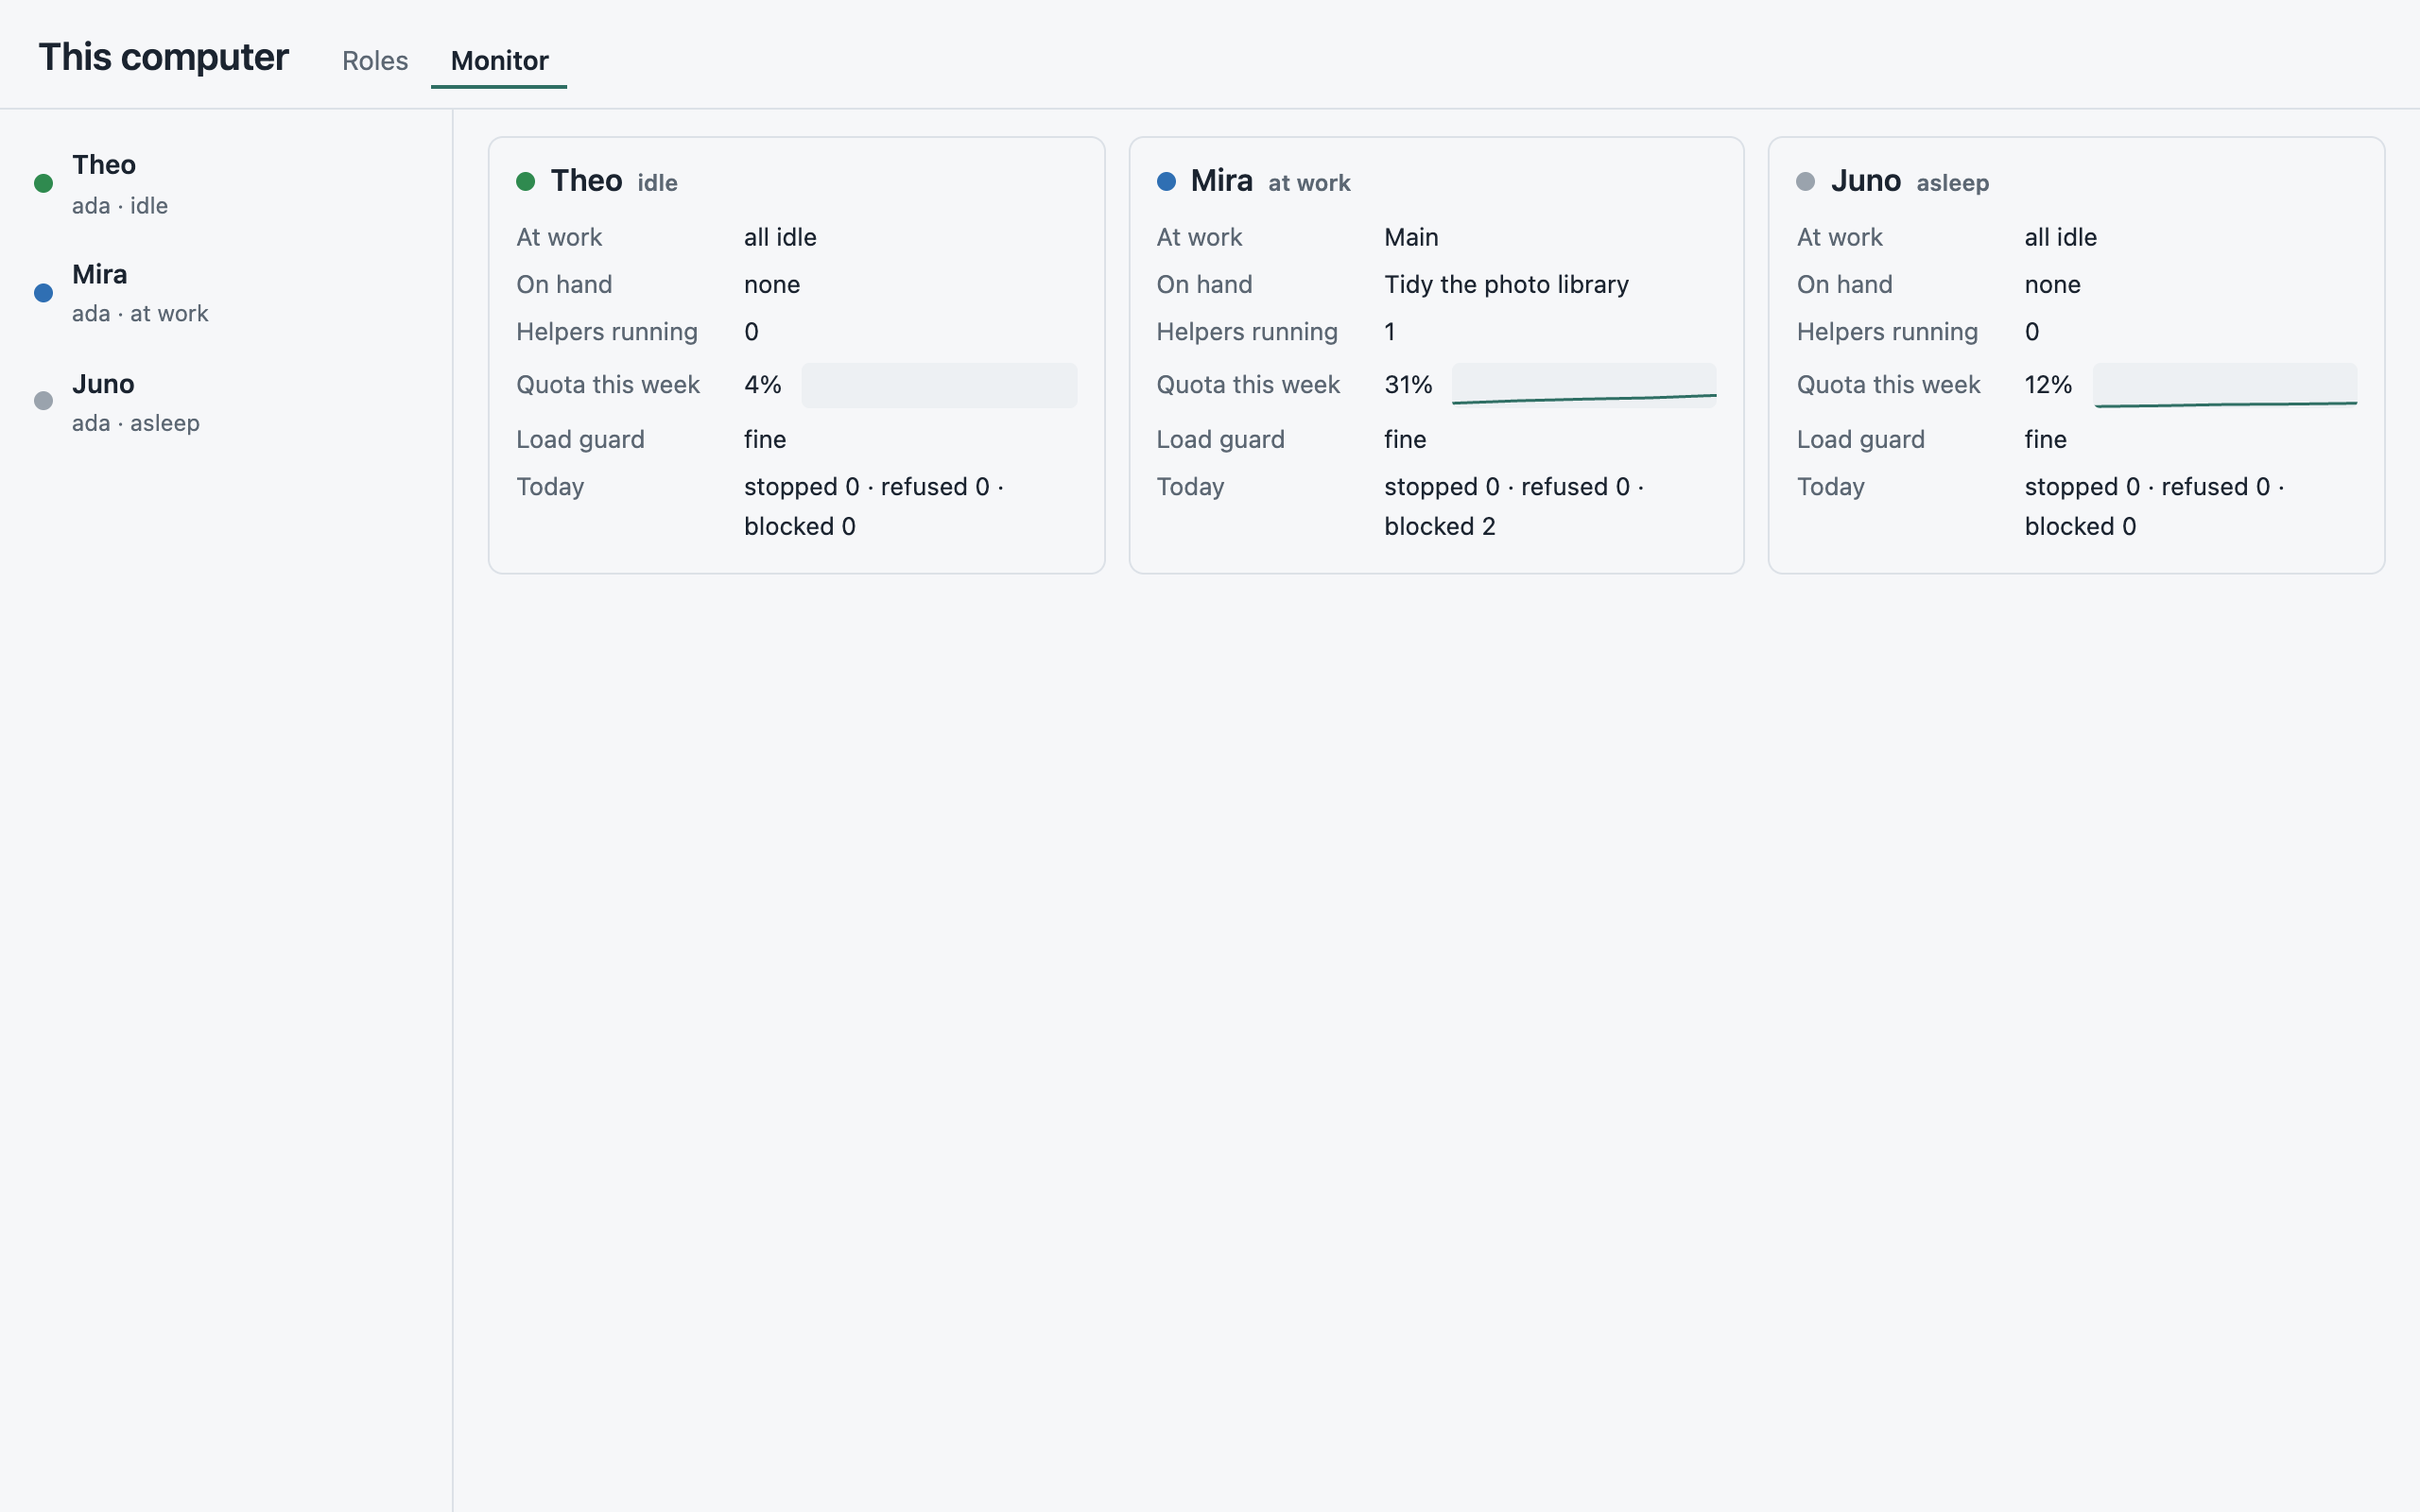 This computer
Roles
Monitor
Theo
ada · idle
Mira
ada · at work
Juno
ada · asleep
Theo idle
At work all idle
On hand none
Helpers running 0
Quota this week 4%
Load guard fine
Today stopped 0 · refused 0 ·
blocked 0
Mira at work
At work Main
On hand Tidy the photo library
Helpers running 1
Quota this week 31%
Load guard fine
Today stopped 0 · refused 0 ·
blocked 2
Juno asleep
At work all idle
On hand none
Helpers running 0
Quota this week 12%
Load guard fine
Today stopped 0 · refused 0 ·
blocked 0